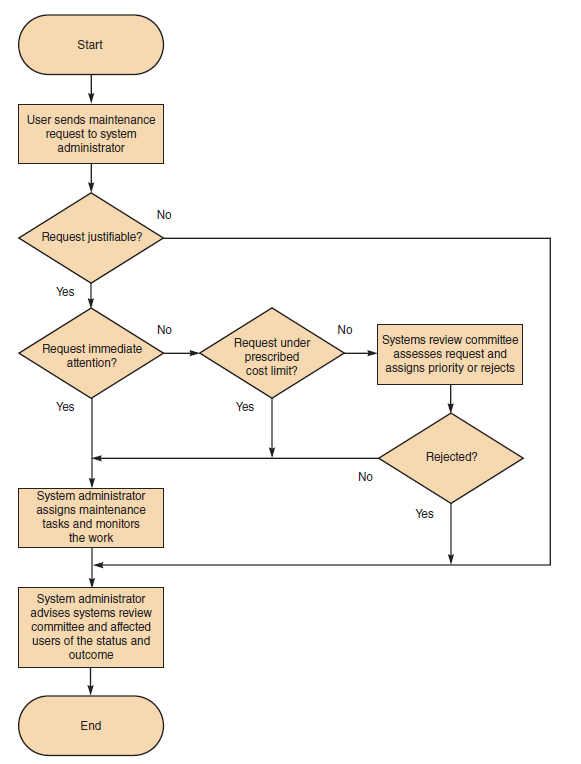 Start
User sends maintenance
request to system
administrator
No
Request justifiable?
Yes
Request immediate
attention?
No
Request under
prescribed
cost limit?
No
Systems review committee
assesses request and
assigns priority or rejects
Yes
Yes
Rejected?
No
Yes
System administrator
assigns maintenance
tasks and monitors
the work
System administrator
advises systems review
committee and affected
users of the status and
outcome
End